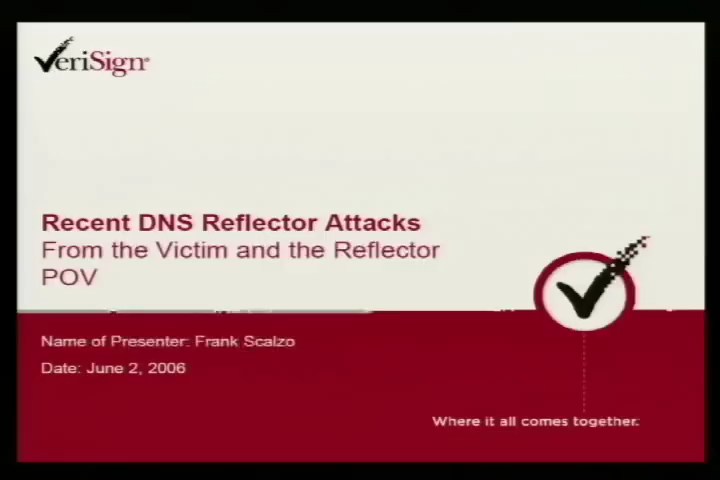 VeriSign®
Recent DNS Reflector Attacks
From the Victim and the Reflector
POV
Name of Presenter: Frank Scalzo
Date: June 2, 2006
Where it all comes together.